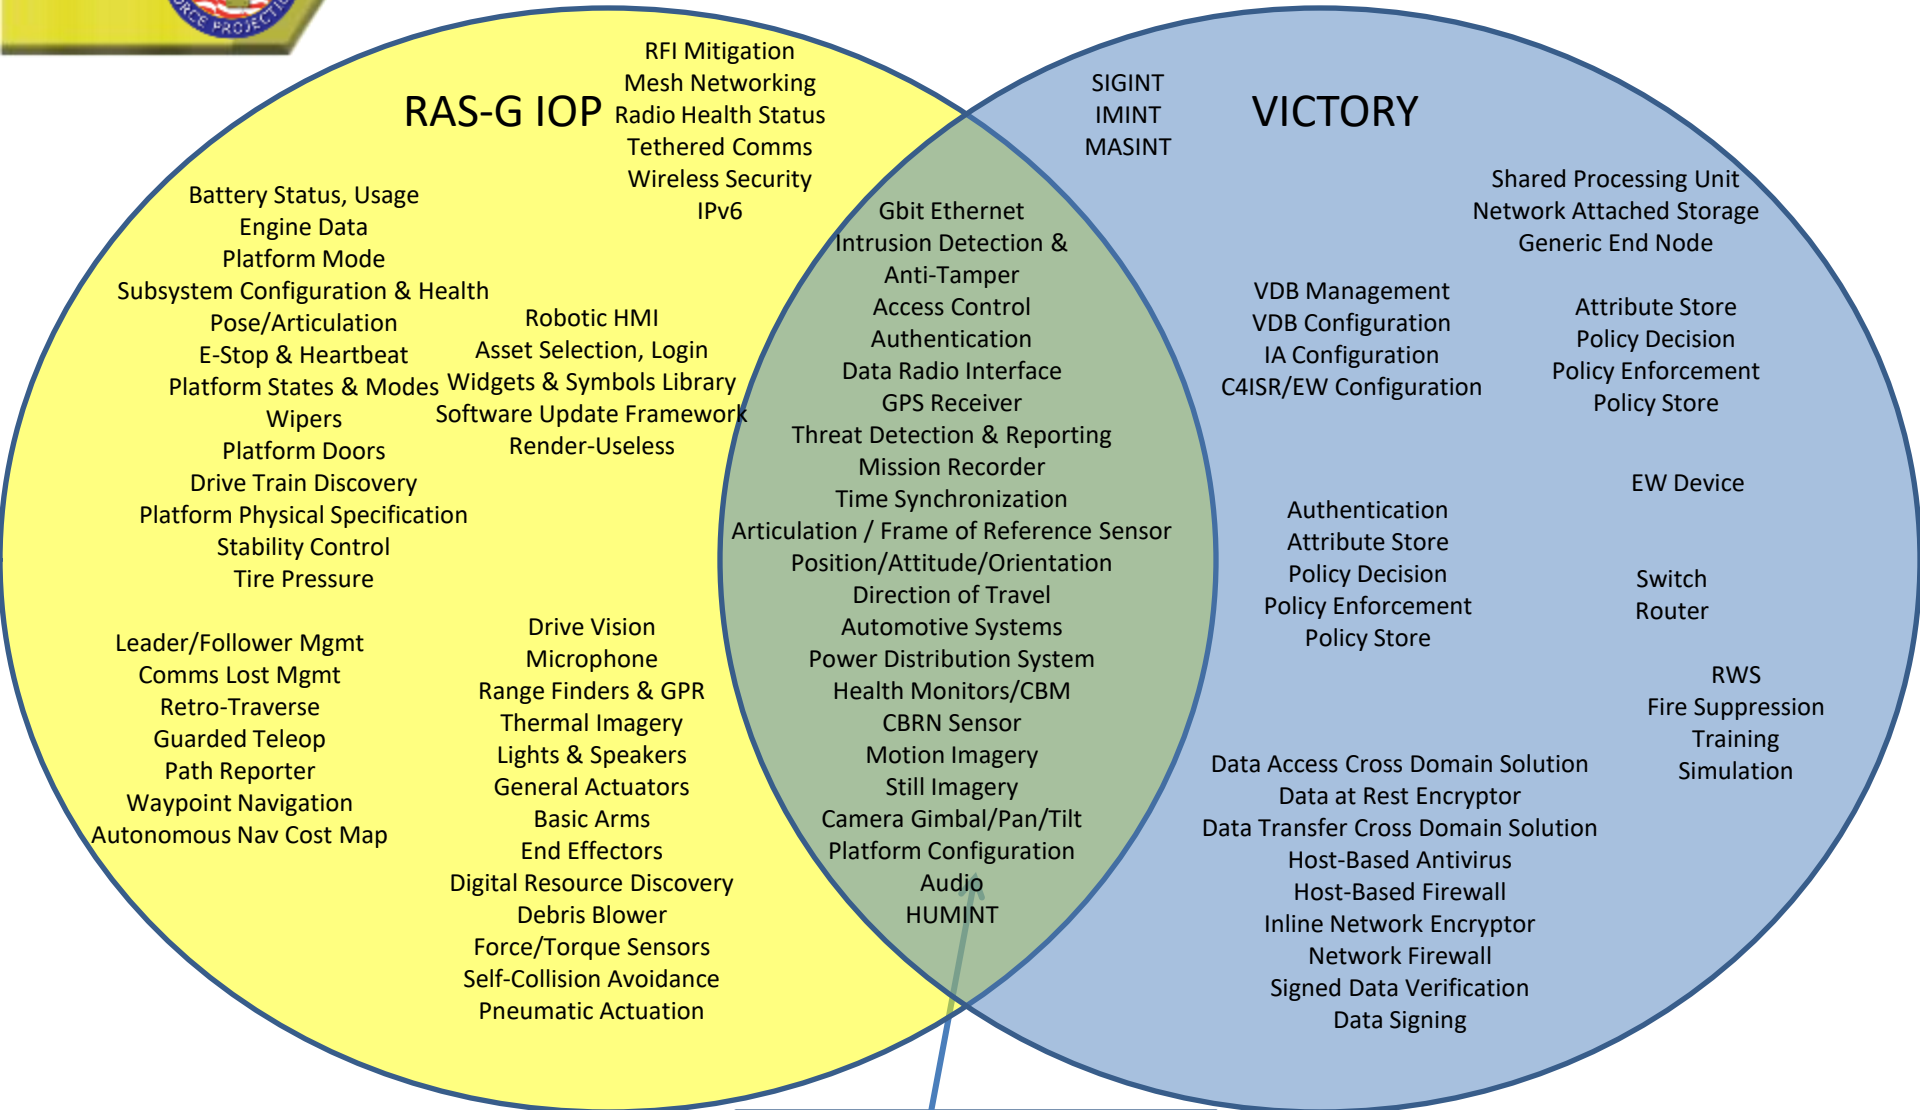 FORCE PROJECTION
RAS-G IOP
RFI Mitigation
Mesh Networking
Radio Health Status
Tethered Comms
Wireless Security
IPv6
Battery Status, Usage
Engine Data
Platform Mode
Subsystem Configuration & Health
Pose/Articulation
E-Stop & Heartbeat
Platform States & Modes
Wipers
Platform Doors
Drive Train Discovery
Platform Physical Specification
Stability Control
Tire Pressure
Robotic HMI
Asset Selection, Login
Widgets & Symbols Library
Software Update Framework
Render-Useless
Leader/Follower Mgmt
Comms Lost Mgmt
Retro-Traverse
Guarded Teleop
Path Reporter
Waypoint Navigation
Autonomous Nav Cost Map
Drive Vision
Microphone
Range Finders & GPR
Thermal Imagery
Lights & Speakers
General Actuators
Basic Arms
End Effectors
Digital Resource Discovery
Debris Blower
Force/Torque Sensors
Self-Collision Avoidance
Pneumatic Actuation
Gbit Ethernet
Intrusion Detection &
Anti-Tamper
Access Control
Authentication
Data Radio Interface
GPS Receiver
Threat Detection & Reporting
Mission Recorder
Time Synchronization
Articulation / Frame of Reference Sensor
Position/Attitude/Orientation
Direction of Travel
Automotive Systems
Power Distribution System
Health Monitors/CBM
CBRN Sensor
Motion Imagery
Still Imagery
Camera Gimbal/Pan/Tilt
Platform Configuration
Audio
HUMINT
VICTORY
SIGINT
IMINT
MASINT
Shared Processing Unit
Network Attached Storage
Generic End Node
VDB Management
VDB Configuration
IA Configuration
C4ISR/EW Configuration
Attribute Store
Policy Decision
Policy Enforcement
Policy Store
EW Device
Authentication
Attribute Store
Policy Decision
Policy Enforcement
Policy Store
Switch
Router
RWS
Fire Suppression
Training
Simulation
Data Access Cross Domain Solution
Data at Rest Encryptor
Data Transfer Cross Domain Solution
Host-Based Antivirus
Host-Based Firewall
Inline Network Encryptor
Network Firewall
Signed Data Verification
Data Signing